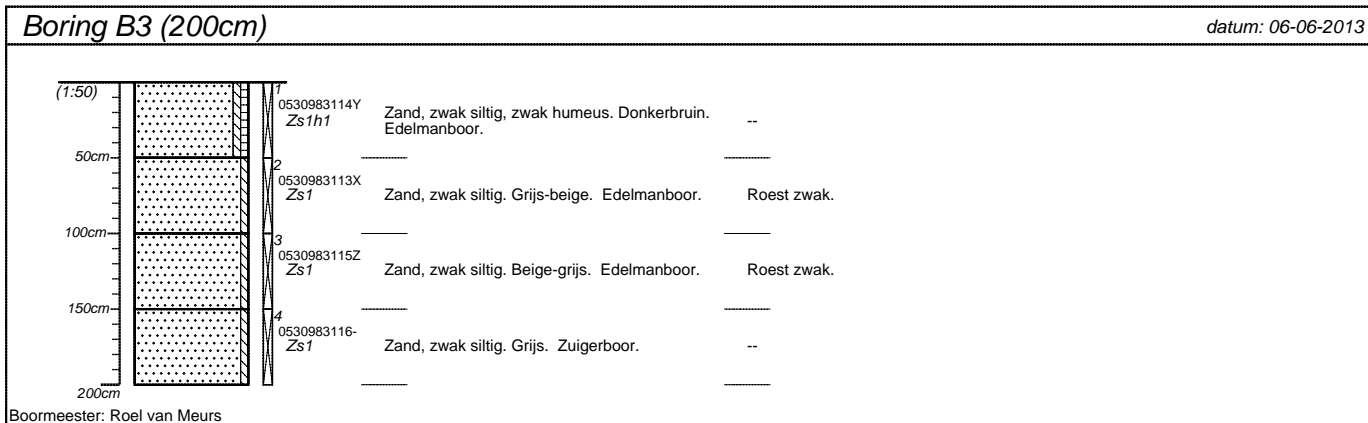 Boring B3 (200cm)
datum: 06-06-2013
(1:50)
1
0530983114Y
Zs1h1
Zand, zwak siltig, zwak humeus. Donkerbruin.
Edelmanboor.
--
50cm
2
0530983113X
Zs1
Zand, zwak siltig. Grijs-beige. Edelmanboor.
Roest zwak.
100cm
3
0530983115Z
Zs1
Zand, zwak siltig. Beige-grijs. Edelmanboor.
Roest zwak.
150cm
4
0530983116-
Zs1
Zand, zwak siltig. Grijs. Zuigerboor.
--
200cm
Boormeester: Roel van Meurs